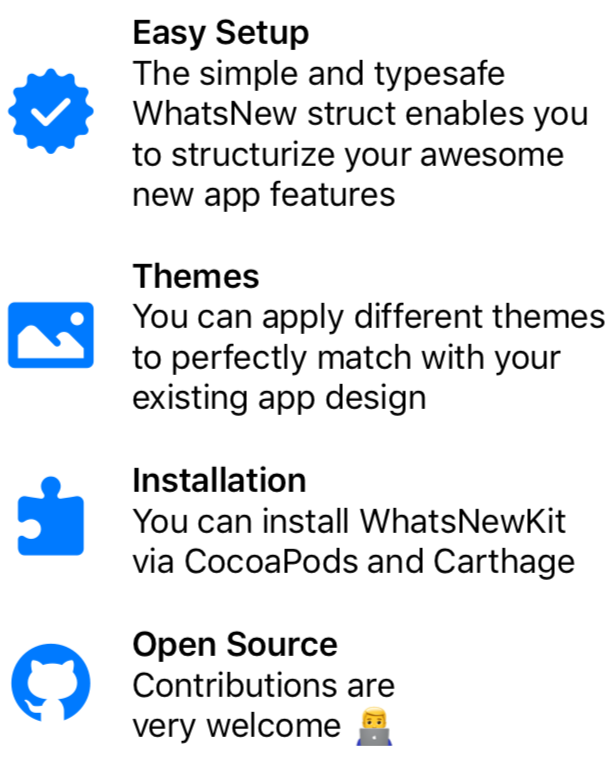 Easy Setup
The simple and typesafe
WhatsNew struct enables you
to structurize your awesome
new app features
Themes
You can apply different themes
to perfectly match with your
existing app design
Installation
You can install WhatsNewKit
via CocoaPods and Carthage
Open Source
Contributions are
very welcome 👨‍💻